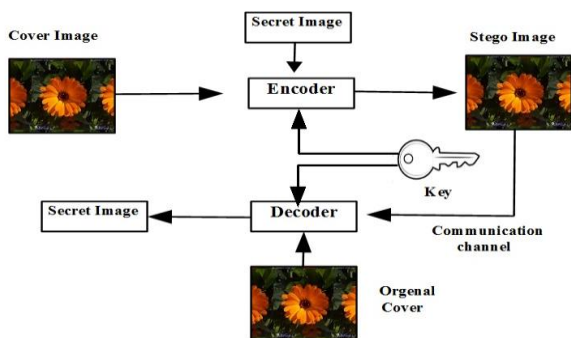 Secret Image
Cover Image
Stego Image
Encoder
Key
Secret Image
Decoder
Communication
channel
Orgenal
Cover